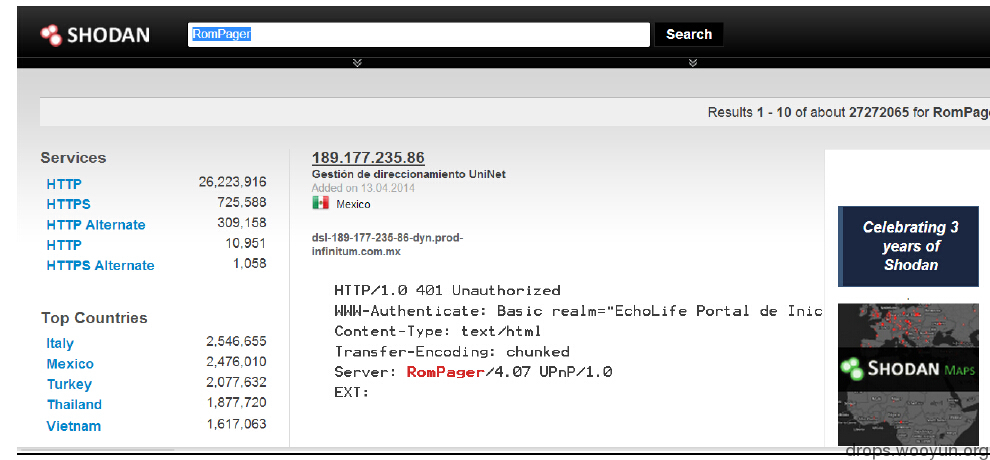 SHODAN
RomPager
Search
Results 1 - 10 of about 27272065 for RomPage
Services
HTTP 26,223,916
HTTPS 725,588
HTTP Alternate 309,158
HTTP 10,951
HTTPS Alternate 1,058
Top Countries
Italy 2,546,655
Mexico 2,476,010
Turkey 2,077,632
Thailand 1,877,720
Vietnam 1,617,063
189.177.235.86
Gestión de direccionamiento UniNet
Added on 13.04.2014
Mexico
dsl-189-177-235-86-dyn.prod-
infinitum.com.mx
HTTP/1.0 401 Unauthorized
WWW-Authenticate: Basic realm="EchoLife Portal de Inic
Content-Type: text/html
Transfer-Encoding: chunked
Server: RomPager/4.07 UPnP/1.0
EXT:
Celebrating 3
years of
Shodan
SHODAN MAPS
drops.wooyun.org